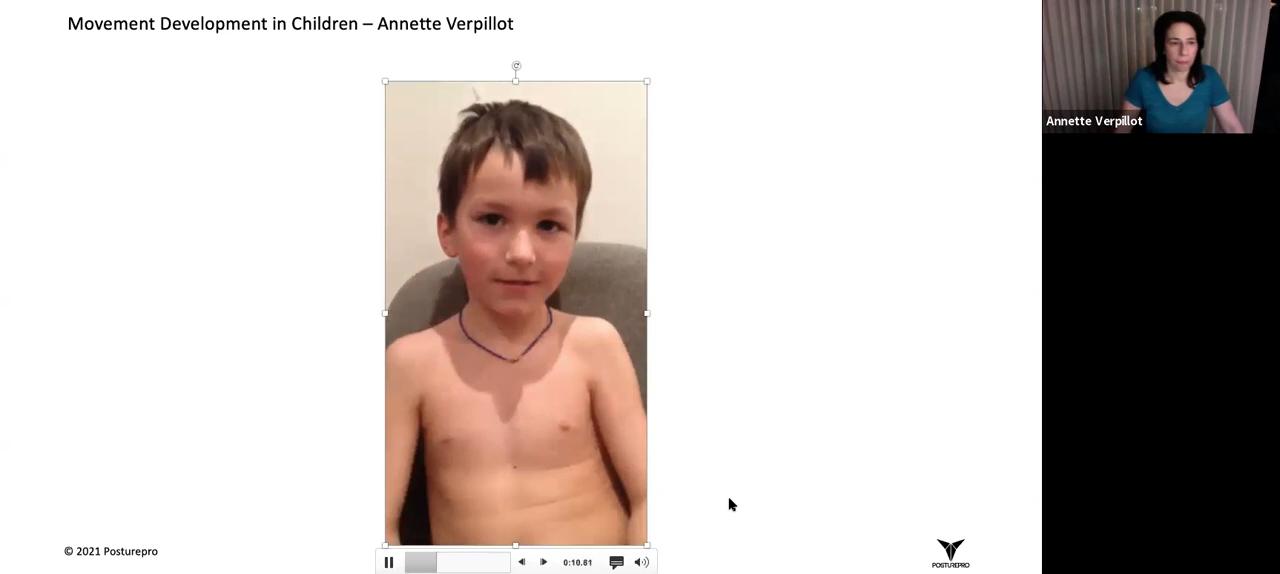 Movement Development in Children – Annette Verpillot
Annette Verpillot
© 2021 Posturepro
0:10.81
POSTUREPRO